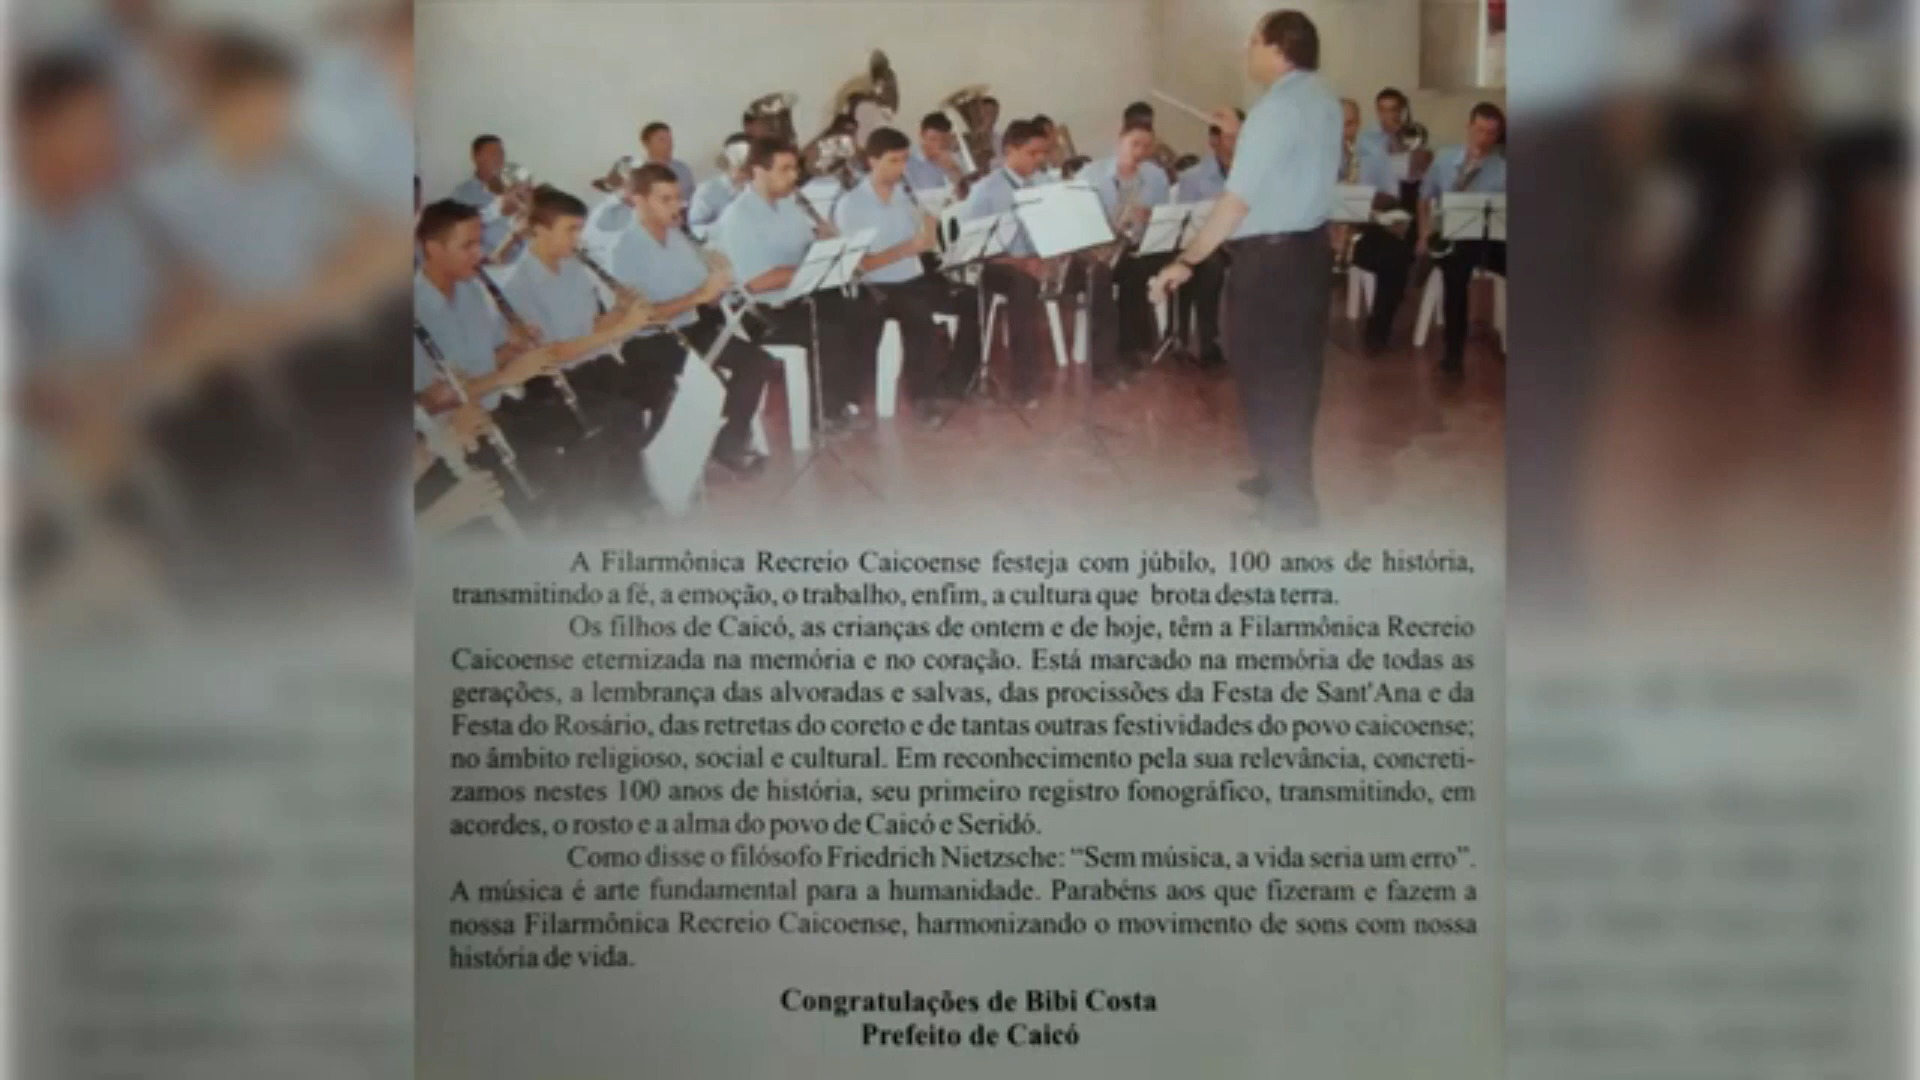 A Filarmônica Recreio Caicoense festeja com júbilo, 100 anos de história,
transmitindo a fé, a emoção, o trabalho, enfim, a cultura que brota desta terra.
Os filhos de Caicó, as crianças de ontem e de hoje, têm a Filarmônica Recreio
Caicoense eternizada na memória e no coração. Está marcado na memória de todas as
gerações, a lembrança das alvoradas e salvas, das procissões da Festa de Sant'Ana e da
Festa do Rosário, das retretas do coreto e de tantas outras festividades do povo caicoense;
no âmbito religioso, social e cultural. Em reconhecimento pela sua relevância, concreti-
zamos nestes 100 anos de história, seu primeiro registro fonográfico, transmitindo, em
acordes, o rosto e a alma do povo de Caicó e Seridó.
Como disse o filósofo Friedrich Nietzsche: “Sem música, a vida seria um erro”.
A música é arte fundamental para a humanidade. Parabéns aos que fizeram e fazem a
nossa Filarmônica Recreio Caicoense, harmonizando o movimento de sons com nossa
história de vida.
Congratulações de Bibi Costa
Prefeito de Caicó